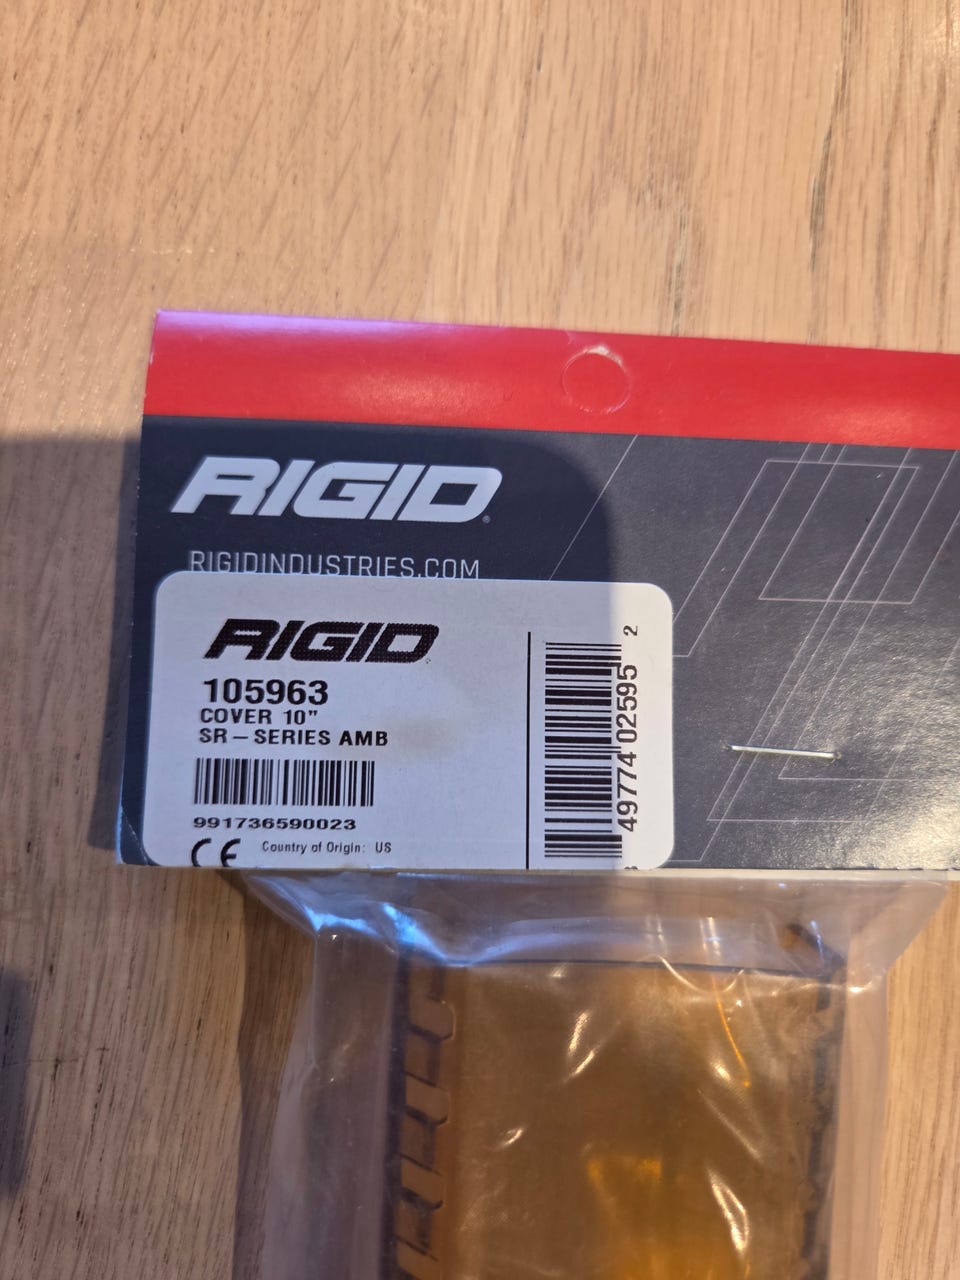 RIGID
RIGIDINDUSTRIES.COM
RIGID
105963
COVER 10"
SR-SERIES AMB
991736590023
CE Country of Origin: US
49774 02595 2